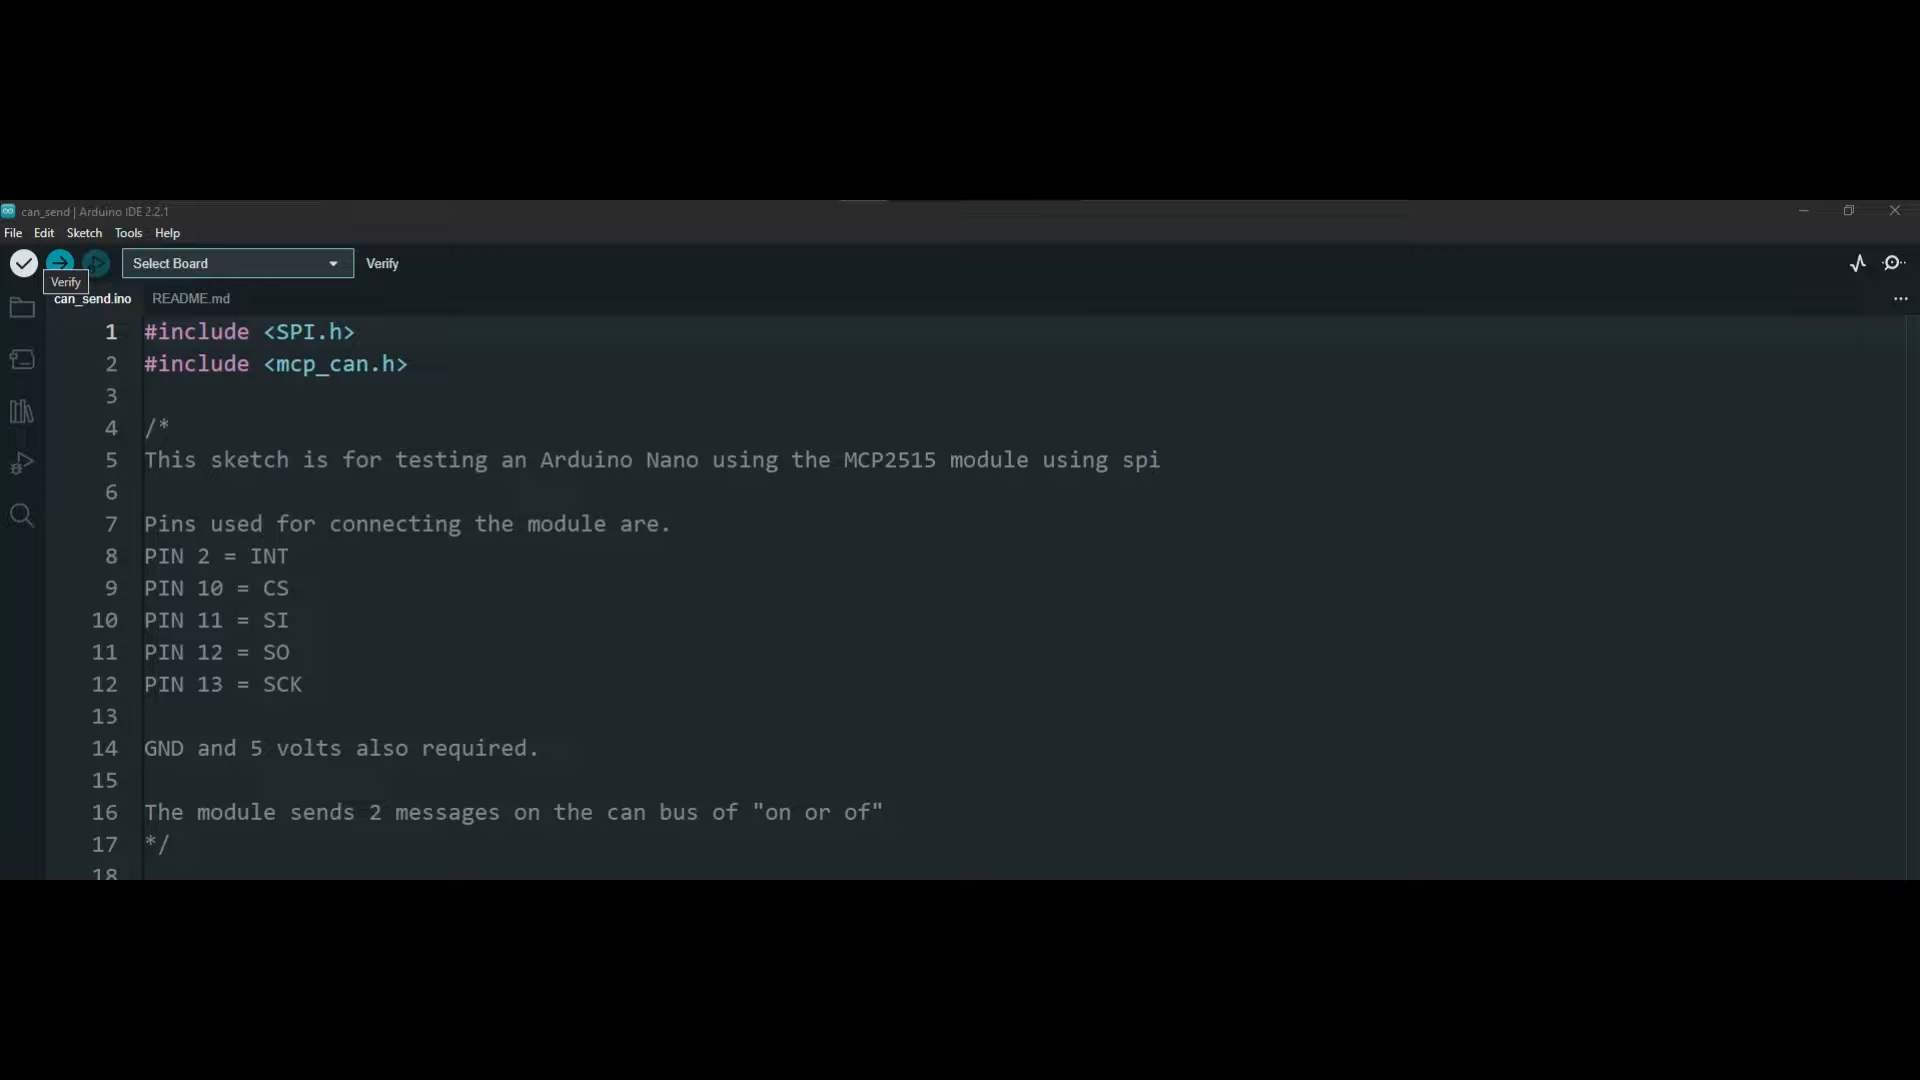 can_send | Arduino IDE 2.2.1
File Edit Sketch Tools Help
Select Board Verify
Verify
can_send.ino README.md
1 #include <SPI.h>
2 #include <mcp_can.h>
3
4 /*
5 This sketch is for testing an Arduino Nano using the MCP2515 module using spi
6
7 Pins used for connecting the module are.
8 PIN 2 = INT
9 PIN 10 = CS
10 PIN 11 = SI
11 PIN 12 = SO
12 PIN 13 = SCK
13
14 GND and 5 volts also required.
15
16 The module sends 2 messages on the can bus of "on or of"
17 */
18